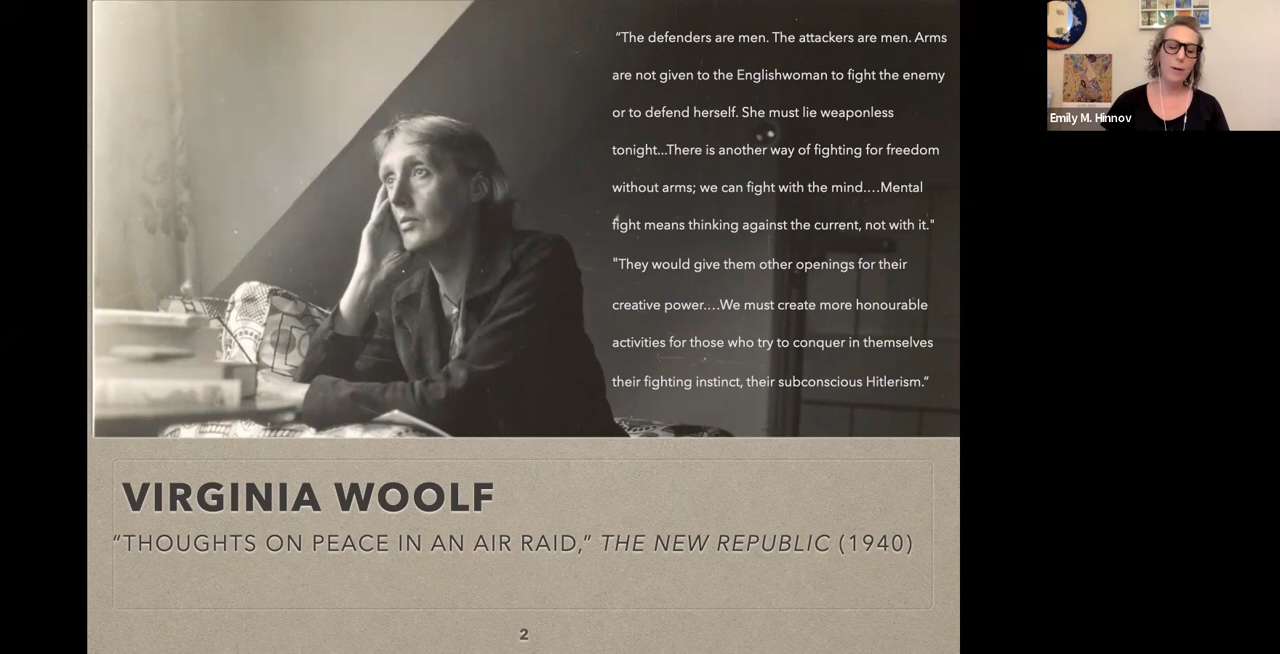 “The defenders are men. The attackers are men. Arms
are not given to the Englishwoman to fight the enemy
or to defend herself. She must lie weaponless
tonight...There is another way of fighting for freedom
without arms; we can fight with the mind.…Mental
fight means thinking against the current, not with it."
"They would give them other openings for their
creative power.…We must create more honourable
activities for those who try to conquer in themselves
their fighting instinct, their subconscious Hitlerism.”
VIRGINIA WOOLF
“THOUGHTS ON PEACE IN AN AIR RAID,” THE NEW REPUBLIC (1940)
2
Emily M. Hinnov